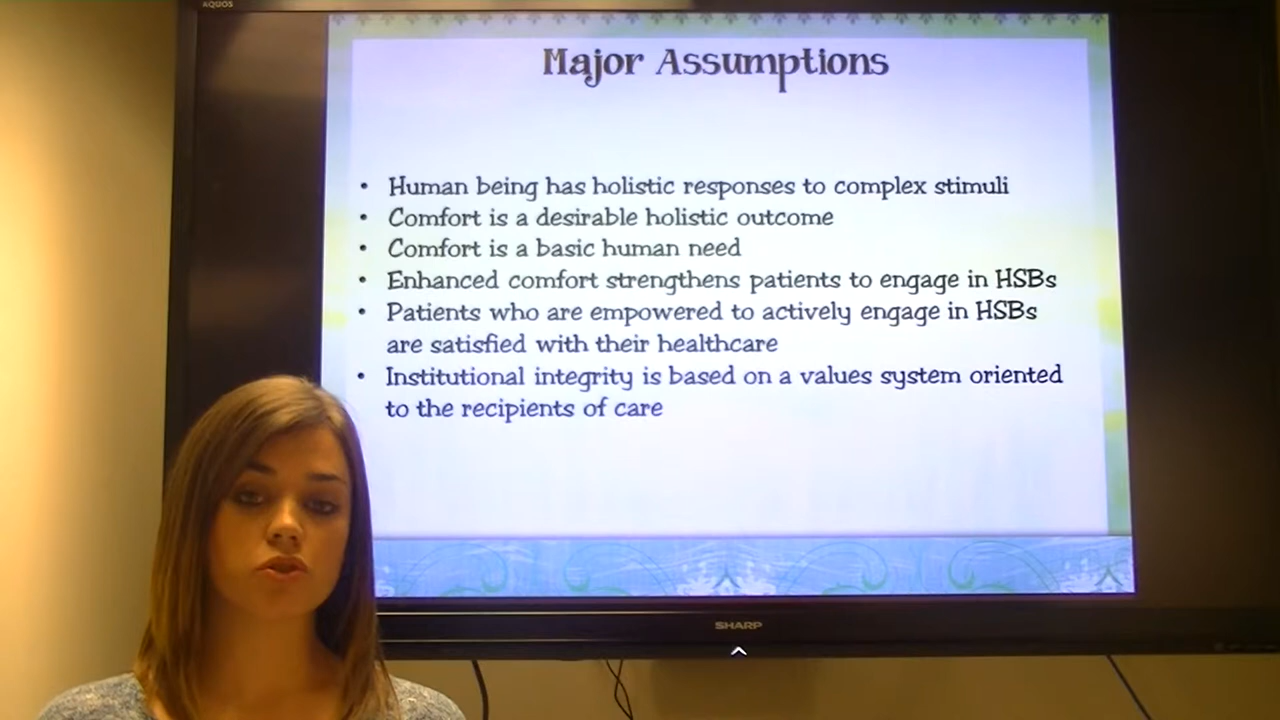 AQUOS
Major Assumptions
• Human being has holistic responses to complex stimuli
• Comfort is a desirable holistic outcome
• Comfort is a basic human need
• Enhanced comfort strengthens patients to engage in HSBs
• Patients who are empowered to actively engage in HSBs
are satisfied with their healthcare
• Institutional integrity is based on a values system oriented
to the recipients of care
SHARP